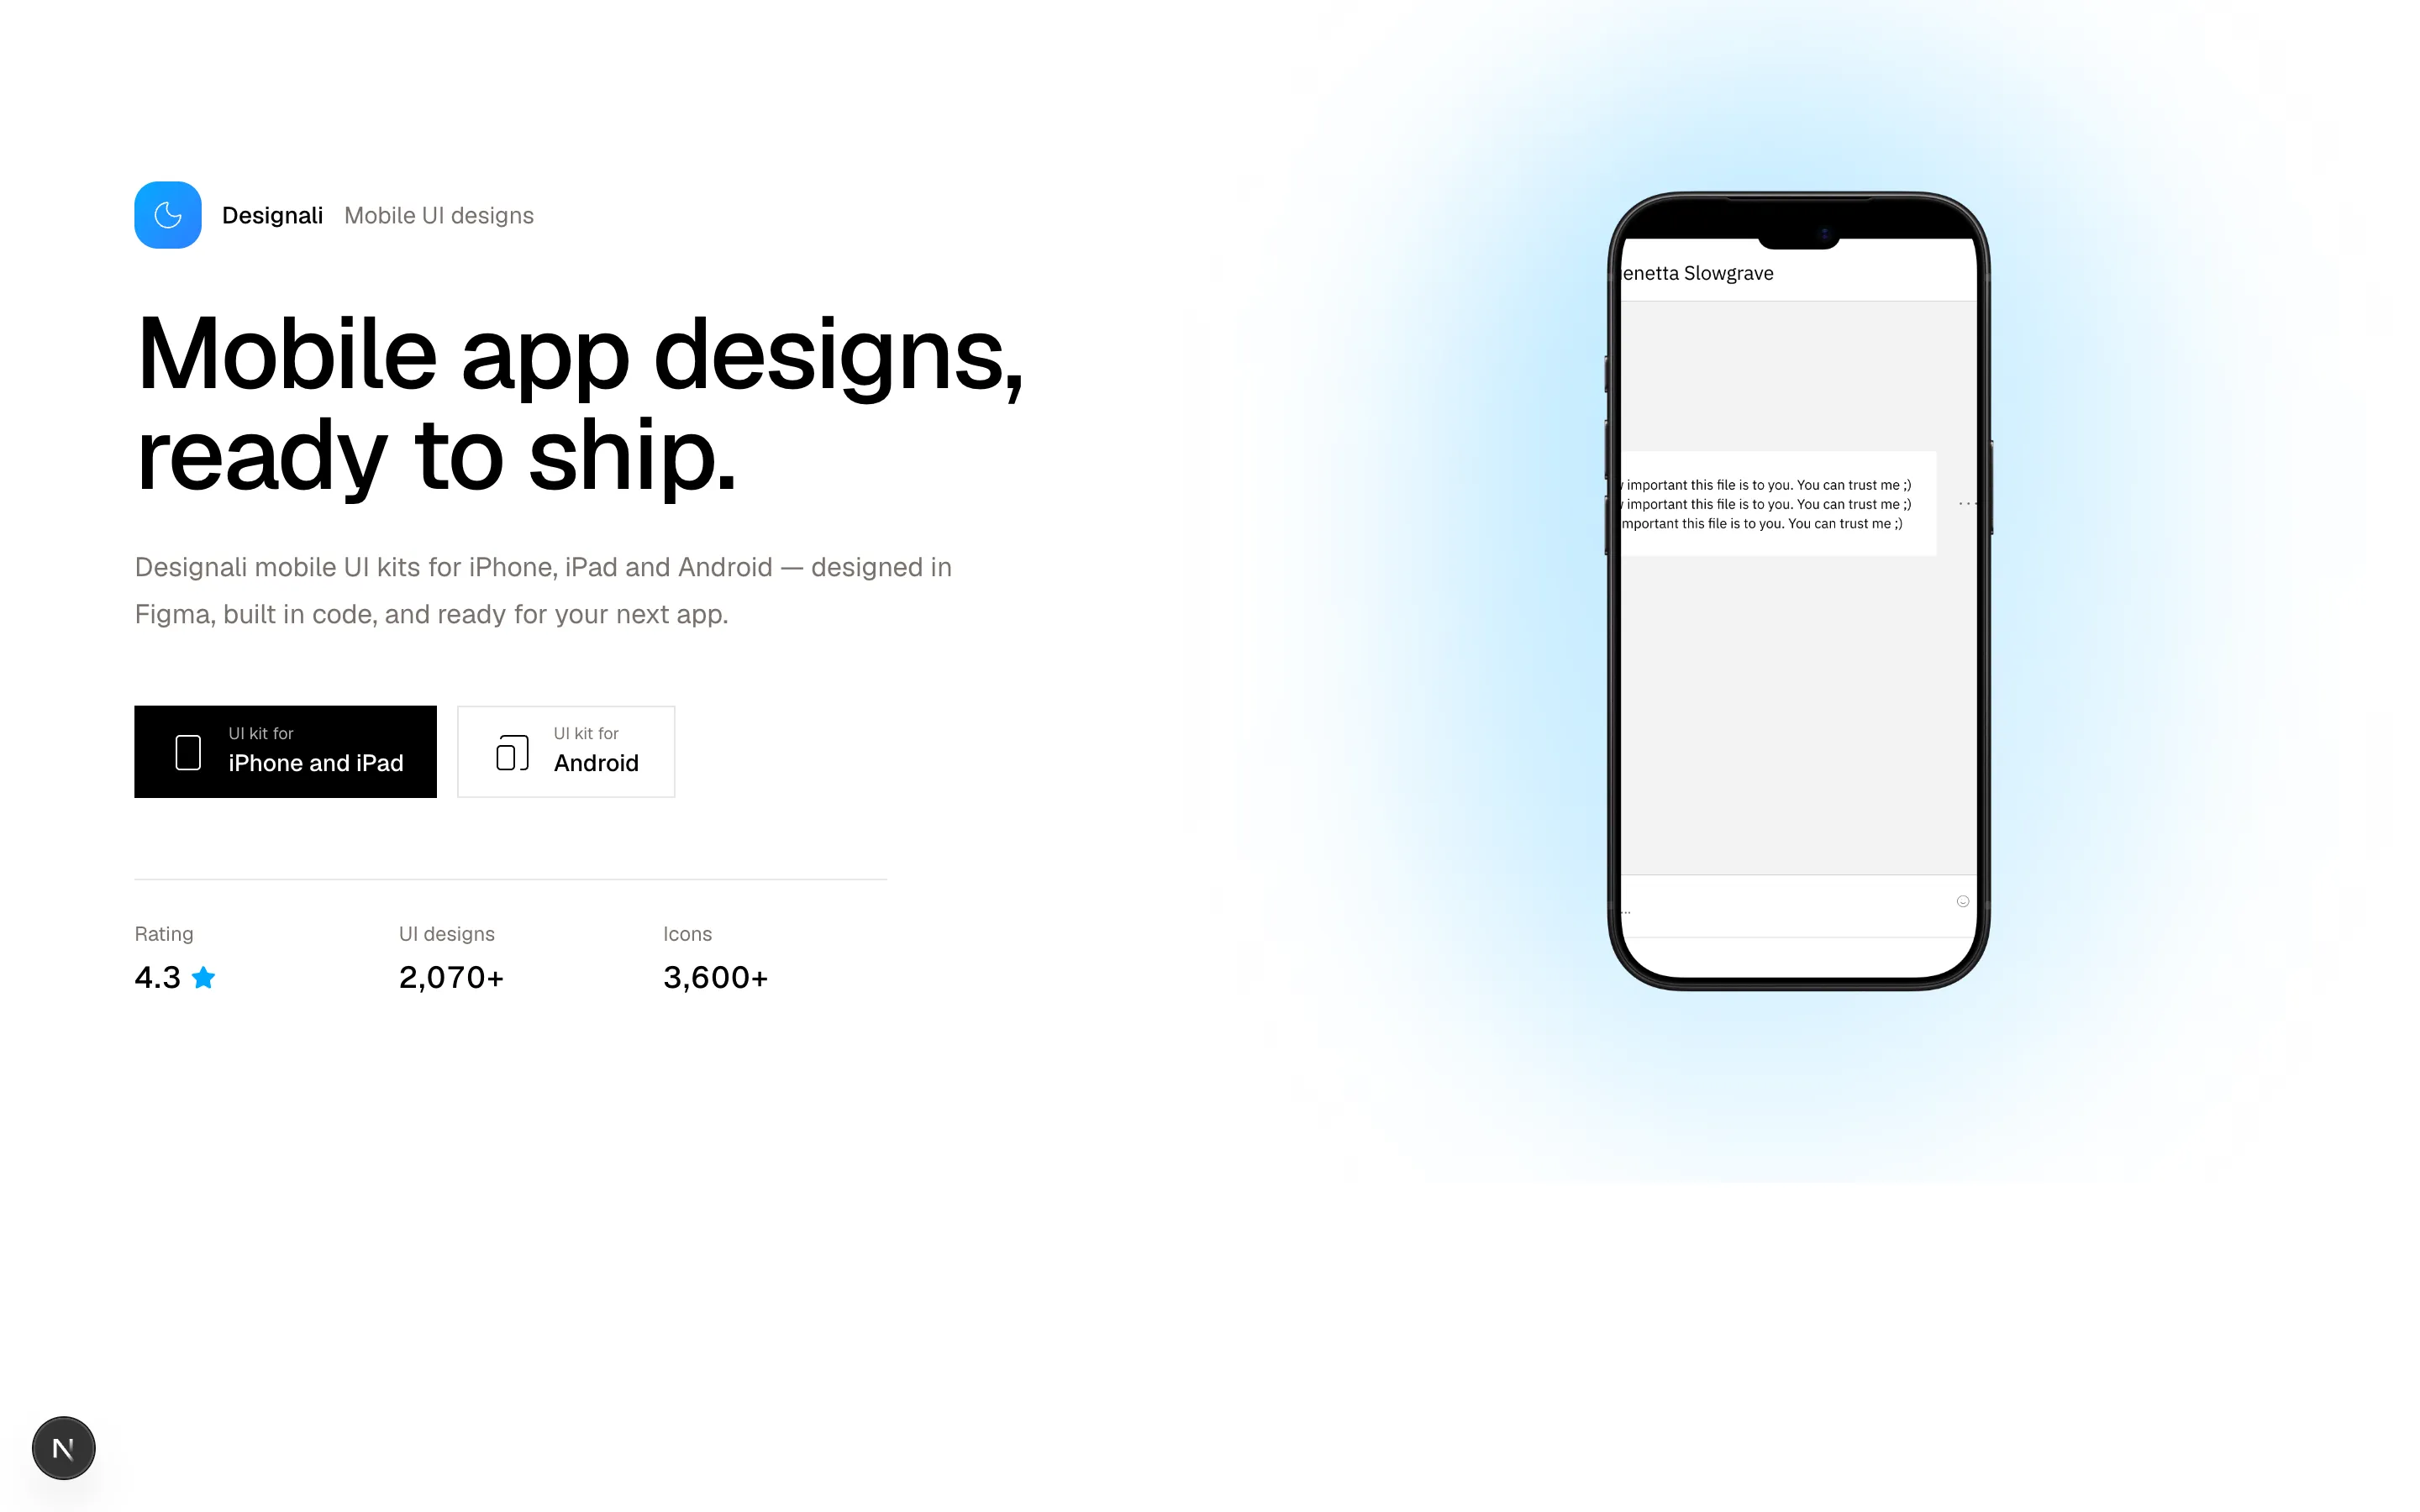 Designali Mobile UI designs
Mobile app designs,
ready to ship.
Designali mobile UI kits for iPhone, iPad and Android — designed in
Figma, built in code, and ready for your next app.
UI kit for
iPhone and iPad
UI kit for
Android
Rating
4.3
UI designs
2,070+
Icons
3,600+
enetta Slowgrave
important this file is to you. You can trust me ;)
important this file is to you. You can trust me ;)
mportant this file is to you. You can trust me ;)
...
N